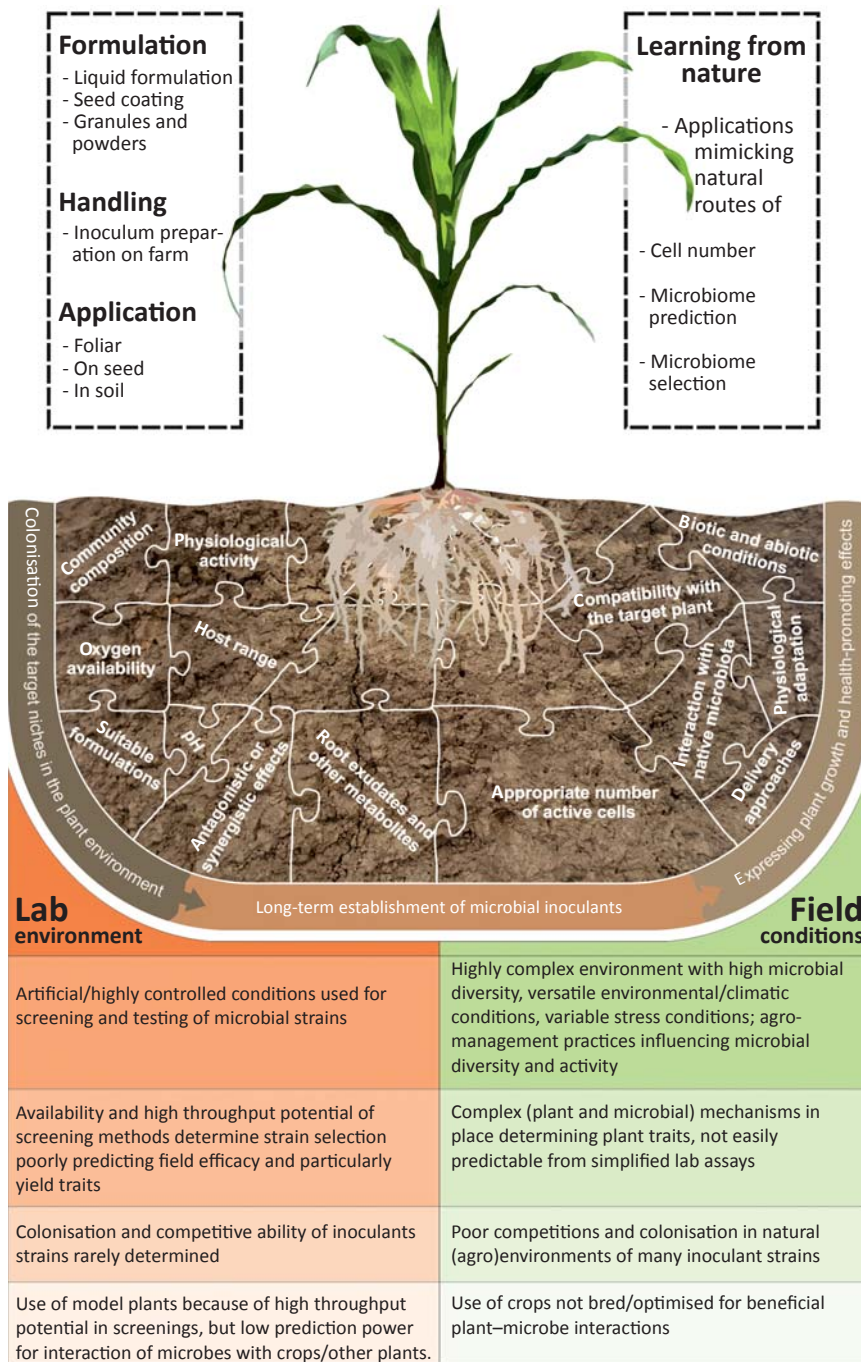 Formulation
- Liquid formulation
- Seed coating
- Granules and
powders
Handling
- Inoculum prepar-
ation on farm
Application
- Foliar
- On seed
- In soil
Learning from
nature
- Applications
mimicking
natural
routes of
- Cell number
- Microbiome
prediction
- Microbiome
selection
Colonisation of the target niches in the plant environment
Community
composition
Physiological
activity
Oxygen
availability
Host range
Suitable
formulations
pH
Antagonistic or
synergistic effects
Root exudates and
other metabolites
Appropriate number
of active cells
Compatibility with
the target plant
Biotic and abiotic
conditions
Interaction with
native microbiota
Physiological
adaptation
Delivery
approaches
Long-term establishment of microbial inoculants
Expressing plant growth and health-promoting effects
Lab
environment
Field
conditions
Artificial/highly controlled conditions used for
screening and testing of microbial strains
Highly complex environment with high microbial
diversity, versatile environmental/climatic
conditions, variable stress conditions; agro-
management practices influencing microbial
diversity and activity
Availability and high throughput potential of
screening methods determine strain selection
poorly predicting field efficacy and particularly
yield traits
Complex (plant and microbial) mechanisms in
place determining plant traits, not easily
predictable from simplified lab assays
Colonisation and competitive ability of inoculants
strains rarely determined
Poor competitions and colonisation in natural
(agro)environments of many inoculant strains
Use of model plants because of high throughput
potential in screenings, but low prediction power
for interaction of microbes with crops/other plants.
Use of crops not bred/optimised for beneficial
plant–microbe interactions